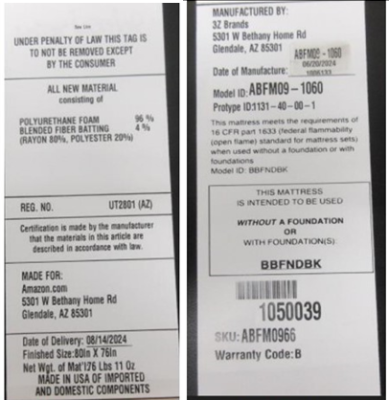 UNDER PENALTY OF LAW THIS TAG IS
TO NOT BE REMOVED EXCEPT
BY THE CONSUMER
ALL NEW MATERIAL
consisting of
POLYURETHANE FOAM 96 %
BLENDED FIBER BATTING 4 %
(RAYON 80%, POLYESTER 20%)
REG. NO. UT2801 (AZ)
Certification is made by the manufacturer
that the materials in this article are
described in accordance with law.
MADE FOR:
Amazon.com
5301 W Bethany Home Rd
Glendale, AZ 85301
Date of Delivery: 08/14/2024
Finished Size:80in X 76in
Net Wgt. of Mat'l76 Lbs 11 Oz
MADE IN USA OF IMPORTED
AND DOMESTIC COMPONENTS
MANUFACTURED BY:
3Z Brands
5301 W Bethany Home Rd
Glendale, AZ 85301
ABFM09 - 1060
06/20/2024
Date of Manufacture: 1006133
Model ID: ABFM09-1060
Protype ID:1131-40-00-1
This mattress meets the requirements of
16 CFR part 1633 (federal flammability
(open flame) standard for mattress sets)
when used without a foundation or with
foundations
Model ID: BBFNDBK
THIS MATTRESS
IS INTENDED TO BE USED
WITHOUT A FOUNDATION
OR
WITH FOUNDATION(S):
BBFNDBK
1050039
SKU: ABFM0966
Warranty Code:B